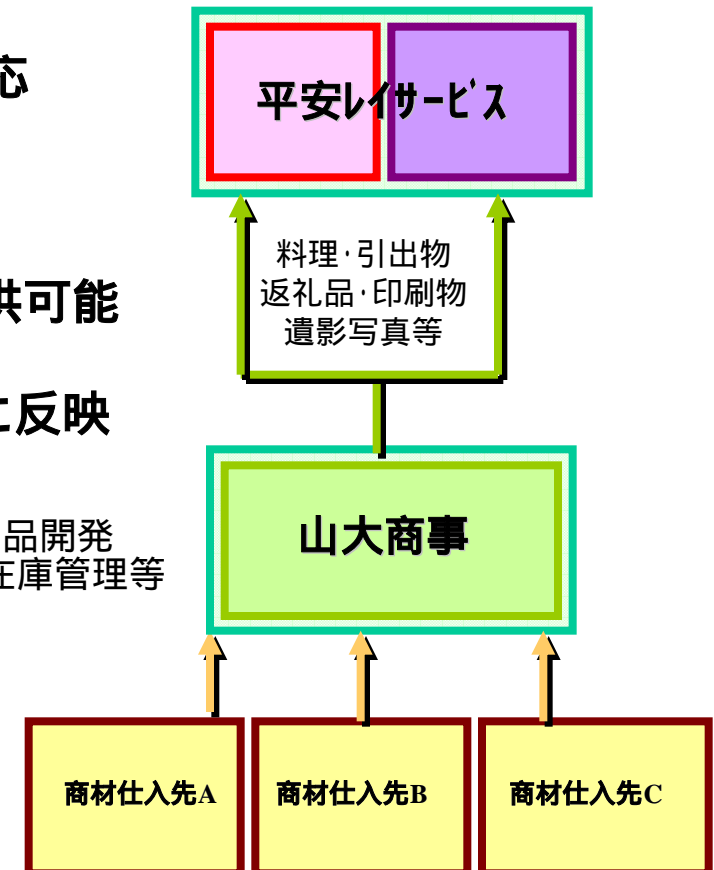 応
平安レイサービス
料理・引出物
返礼品・印刷物
遺影写真等
供可能
に反映
山大商事
品開発
在庫管理等
商材仕入先A
商材仕入先B
商材仕入先C